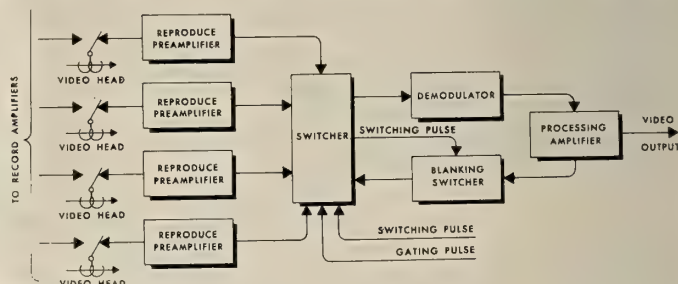 TO RECORD AMPLIFIERS
REPRODUCE
PREAMPLIFIER
VIDEO HEAD
REPRODUCE
PREAMPLIFIER
VIDEO HEAD
REPRODUCE
PREAMPLIFIER
VIDEO HEAD
REPRODUCE
PREAMPLIFIER
VIDEO HEAD
SWITCHER
DEMODULATOR
SWITCHING PULSE
BLANKING
SWITCHER
PROCESSING
AMPLIFIER
VIDEO
OUTPUT
SWITCHING PULSE
GATING PULSE